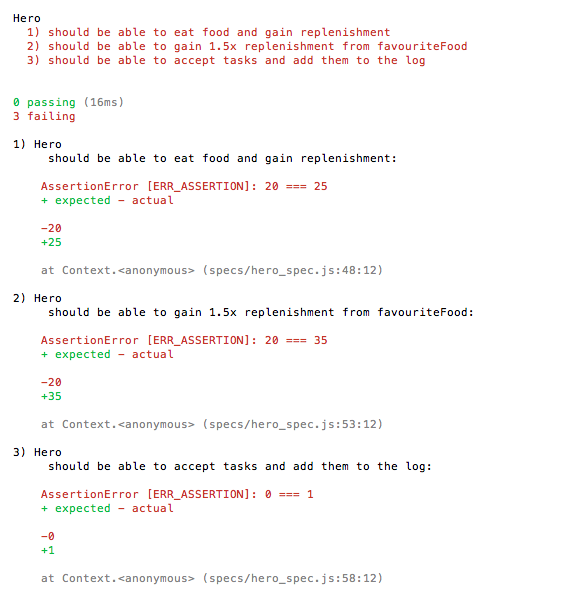 Hero
1) should be able to eat food and gain replenishment
2) should be able to gain 1.5x replenishment from favouriteFood
3) should be able to accept tasks and add them to the log
0 passing (16ms)
3 failing
1) Hero
should be able to eat food and gain replenishment:
AssertionError [ERR_ASSERTION]: 20 === 25
+ expected - actual
-20
+25
at Context.<anonymous> (specs/hero_spec.js:48:12)
2) Hero
should be able to gain 1.5x replenishment from favouriteFood:
AssertionError [ERR_ASSERTION]: 20 === 35
+ expected - actual
-20
+35
at Context.<anonymous> (specs/hero_spec.js:53:12)
3) Hero
should be able to accept tasks and add them to the log:
AssertionError [ERR_ASSERTION]: 0 === 1
+ expected - actual
-0
+1
at Context.<anonymous> (specs/hero_spec.js:58:12)